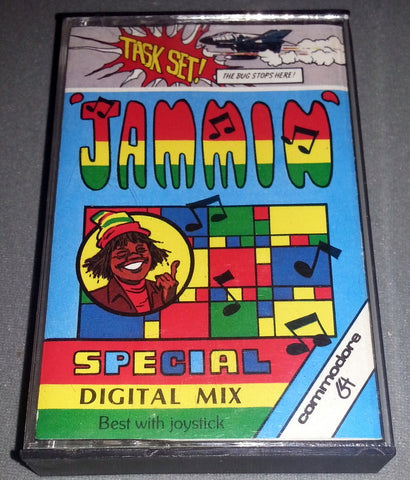 TASK SET!
THE BUG STOPS HERE!
'JAMMIN'
SPECIAL
DIGITAL MIX
Best with joystick
commodore
64